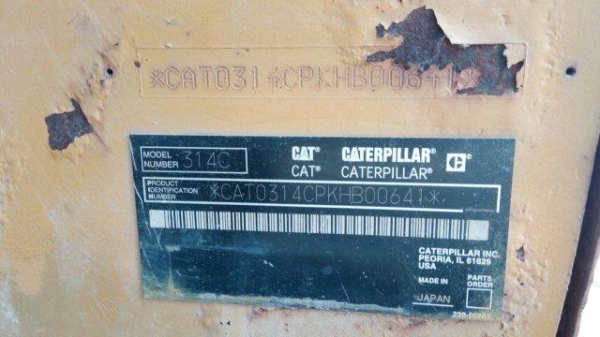 *CAT0314CPKHB00641*
MODEL NUMBER 314C
CAT® CATERPILLAR® C
CAT® CATERPILLAR®
PRODUCT IDENTIFICATION NUMBER *CAT0314CPKHB00641*
CATERPILLAR INC.
PEORIA, IL 61629
USA
MADE IN PARTS ORDER
JAPAN